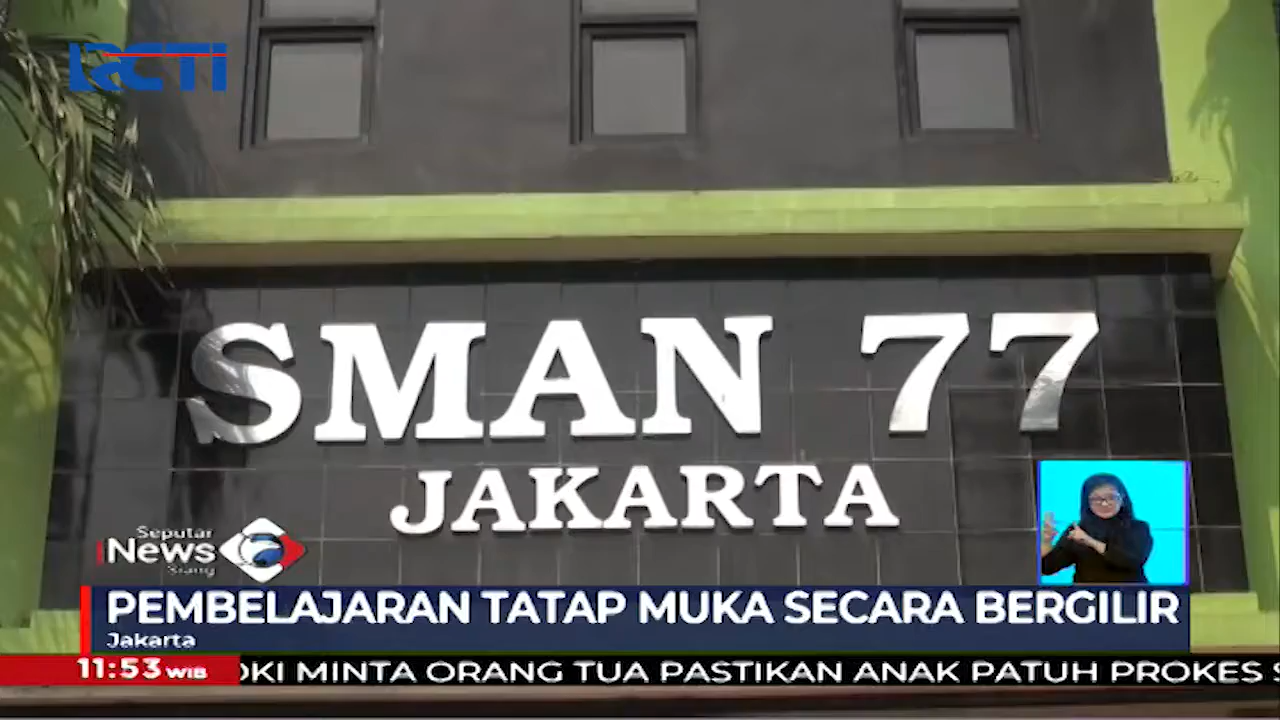 RCTI
SMAN 77
JAKARTA
Seputar
iNews
Siang
PEMBELAJARAN TATAP MUKA SECARA BERGILIR
Jakarta
11:53 WIB
OKI MINTA ORANG TUA PASTIKAN ANAK PATUH PROKES S